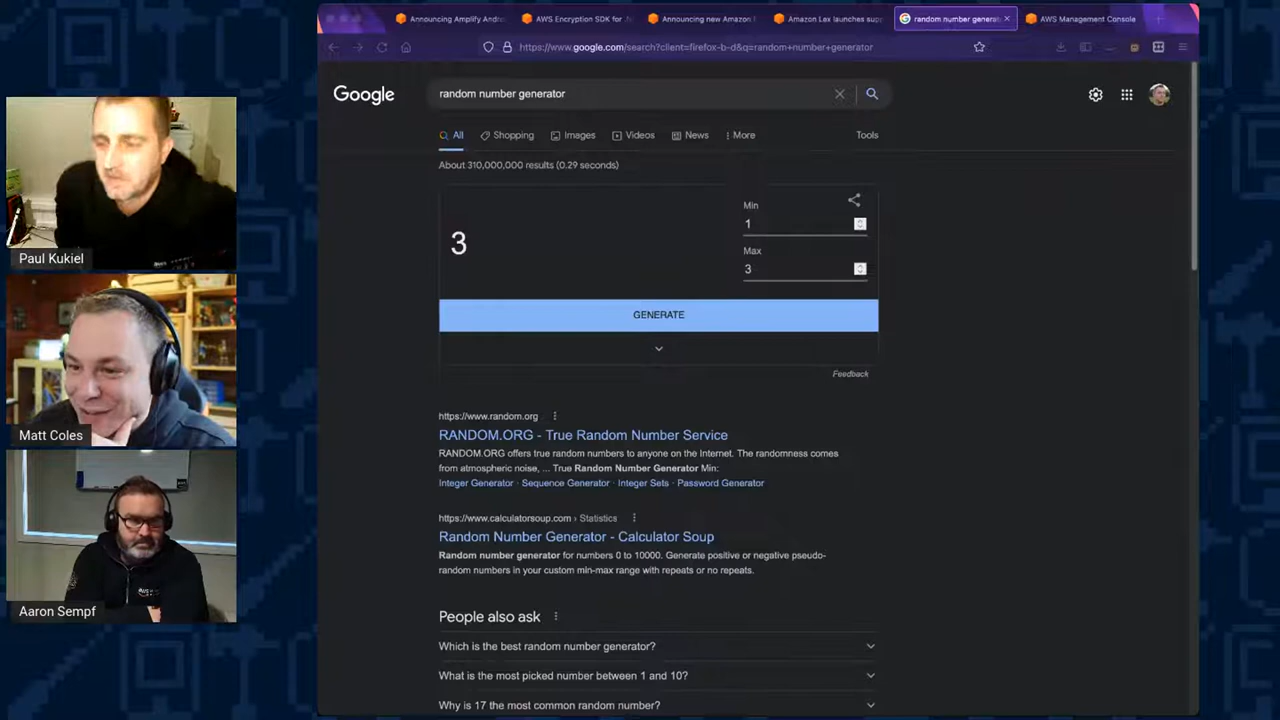 Announcing Amplify Andr
AWS Encryption SDK for .N
Announcing new Amazon
Amazon Lex launches supp
random number generat
AWS Management Console
https://www.google.com/search?client=firefox-b-d&q=random+number+generator
Google
random number generator
All
Shopping
Images
Videos
News
More
Tools
About 310,000,000 results (0.29 seconds)
Min
1
3
Max
3
GENERATE
Feedback
https://www.random.org
RANDOM.ORG - True Random Number Service
RANDOM.ORG offers true random numbers to anyone on the Internet. The randomness comes
from atmospheric noise, ... True Random Number Generator Min:
Integer Generator · Sequence Generator · Integer Sets · Password Generator
https://www.calculatorsoup.com › Statistics
Random Number Generator - Calculator Soup
Random number generator for numbers 0 to 10000. Generate positive or negative pseudo-
random numbers in your custom min-max range with repeats or no repeats.
People also ask
Which is the best random number generator?
What is the most picked number between 1 and 10?
Why is 17 the most common random number?
Paul Kukiel
Matt Coles
Aaron Sempf